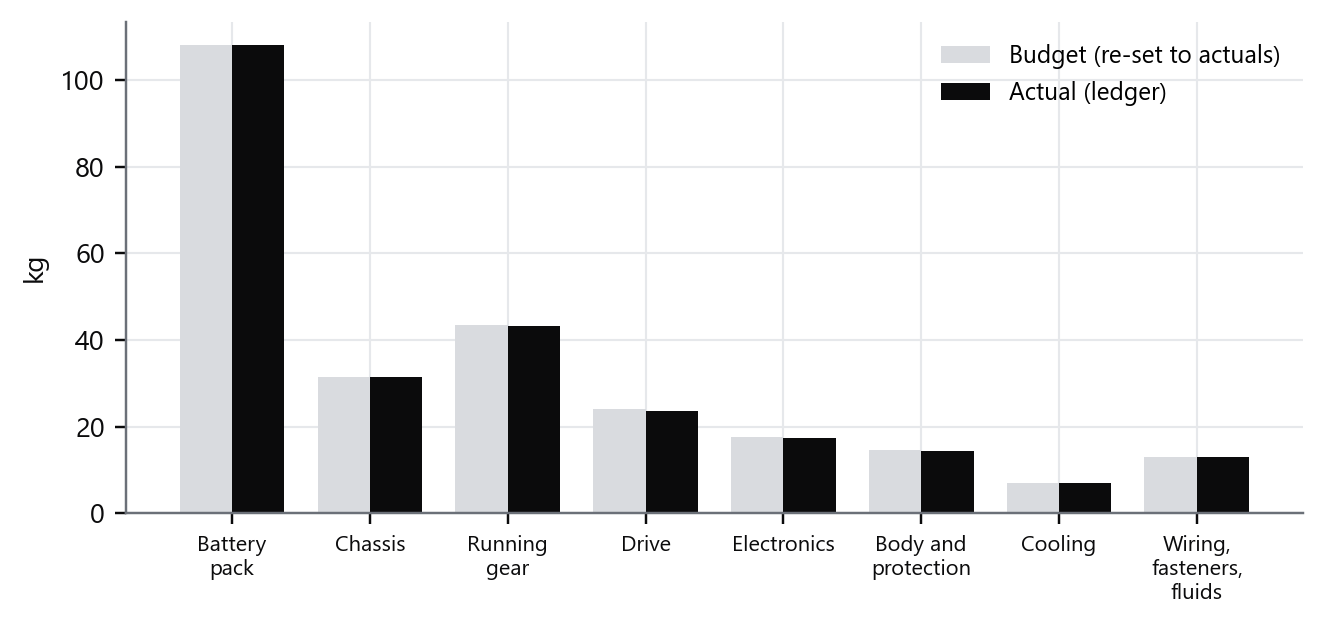 Budget (re-set to actuals)
Actual (ledger)
kg
100
80
60
40
20
0
Battery
pack
Chassis
Running
gear
Drive
Electronics
Body and
protection
Cooling
Wiring,
fasteners,
fluids